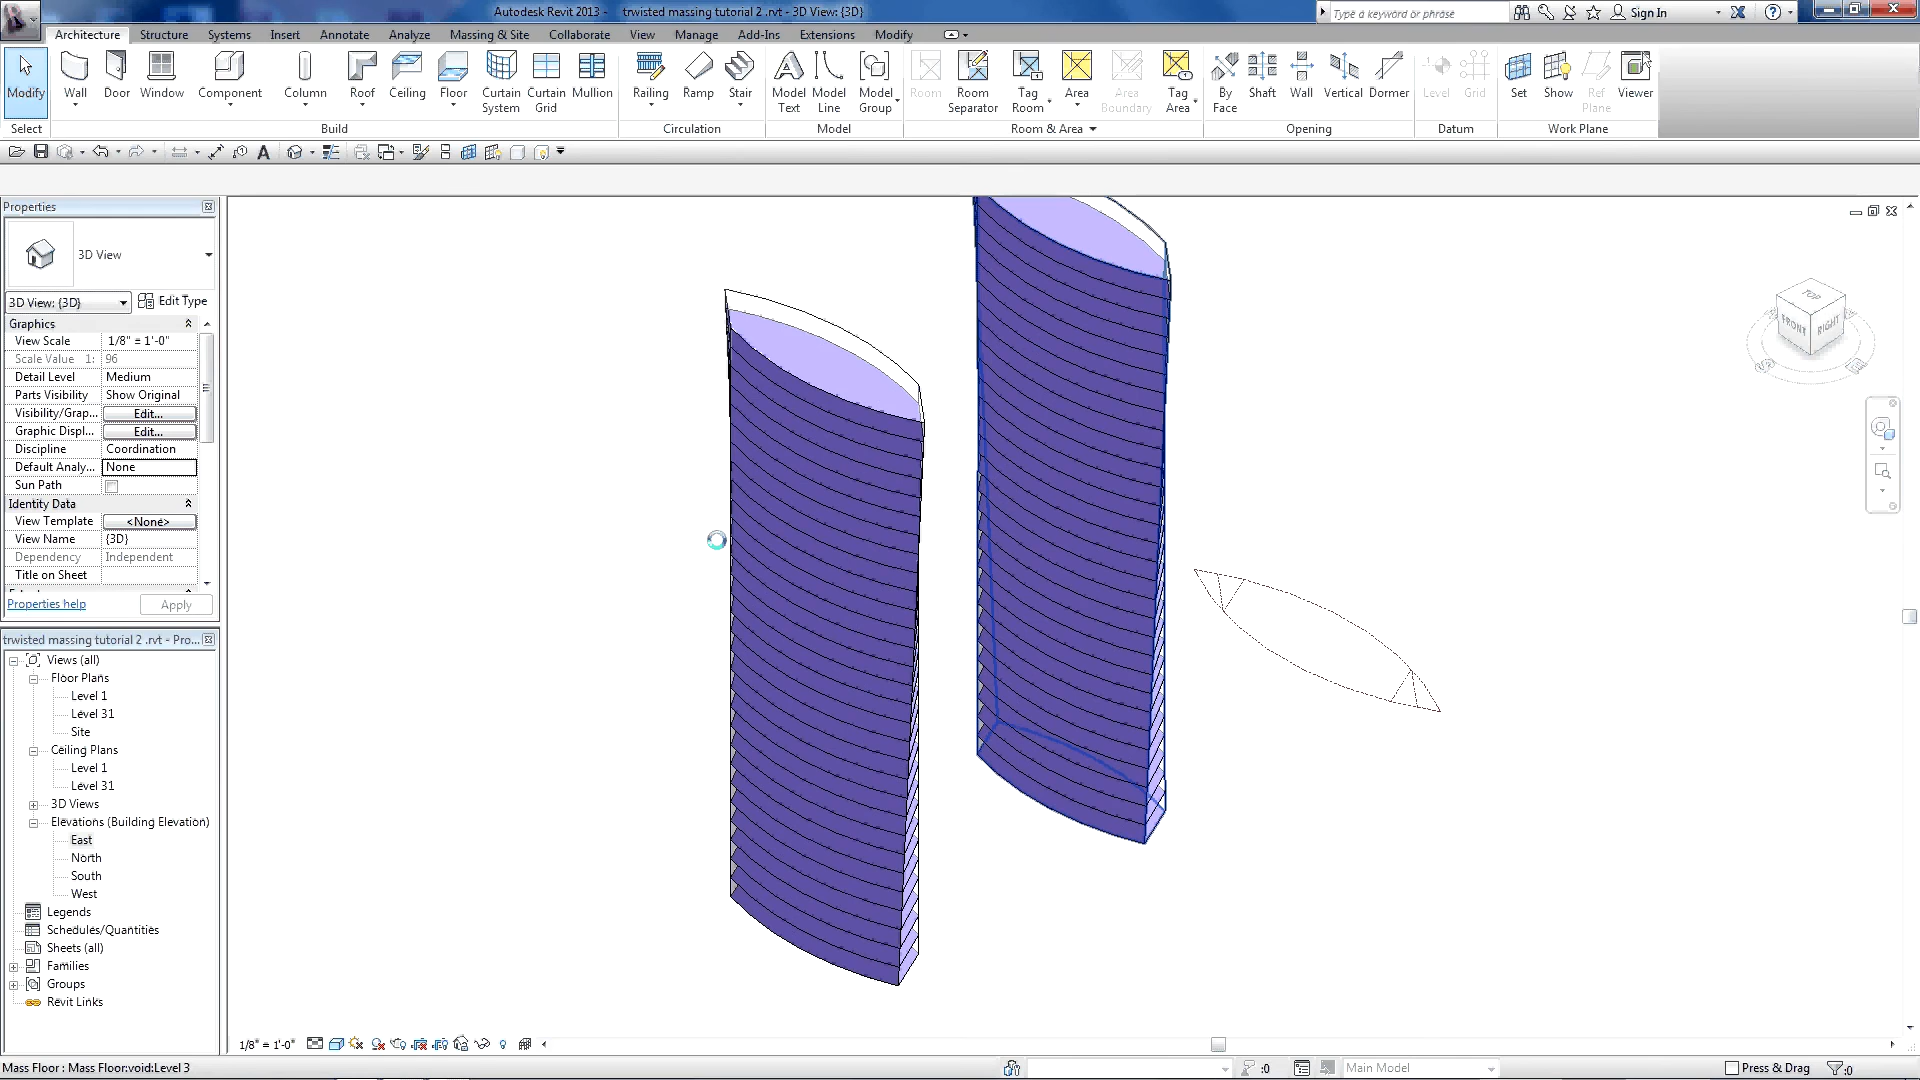 Autodesk Revit 2013 -    trwisted massing tutorial 2 .rvt - 3D View: {3D}
Type a keyword or phrase
Sign In
Architecture Structure Systems Insert Annotate Analyze Massing & Site Collaborate View Manage Add-Ins Extensions Modify
Modify Wall Door Window Component Column Roof Ceiling Floor Curtain System Curtain Grid Mullion Railing Ramp Stair Model Text Model Line Model Group Room Room Separator Tag Room Area Area Boundary Tag Area By Face Shaft Wall Vertical Dormer Level Grid Set Show Ref Plane Viewer
Select Build Circulation Model Room & Area Opening Datum Work Plane
Properties
3D View
3D View: {3D} Edit Type
Graphics
View Scale 1/8" = 1'-0"
Scale Value 1: 96
Detail Level Medium
Parts Visibility Show Original
Visibility/Grap... Edit...
Graphic Displ... Edit...
Discipline Coordination
Default Analy... None
Sun Path
Identity Data
View Template <None>
View Name {3D}
Dependency Independent
Title on Sheet
Properties help Apply
trwisted massing tutorial 2 .rvt - Pro...
Views (all)
Floor Plans
Level 1
Level 31
Site
Ceiling Plans
Level 1
Level 31
3D Views
Elevations (Building Elevation)
East
North
South
West
Legends
Schedules/Quantities
Sheets (all)
Families
Groups
Revit Links
TOP
FRONT RIGHT
1/8" = 1'-0"
Mass Floor : Mass Floor:void:Level 3
:0
Main Model
Press & Drag
:0